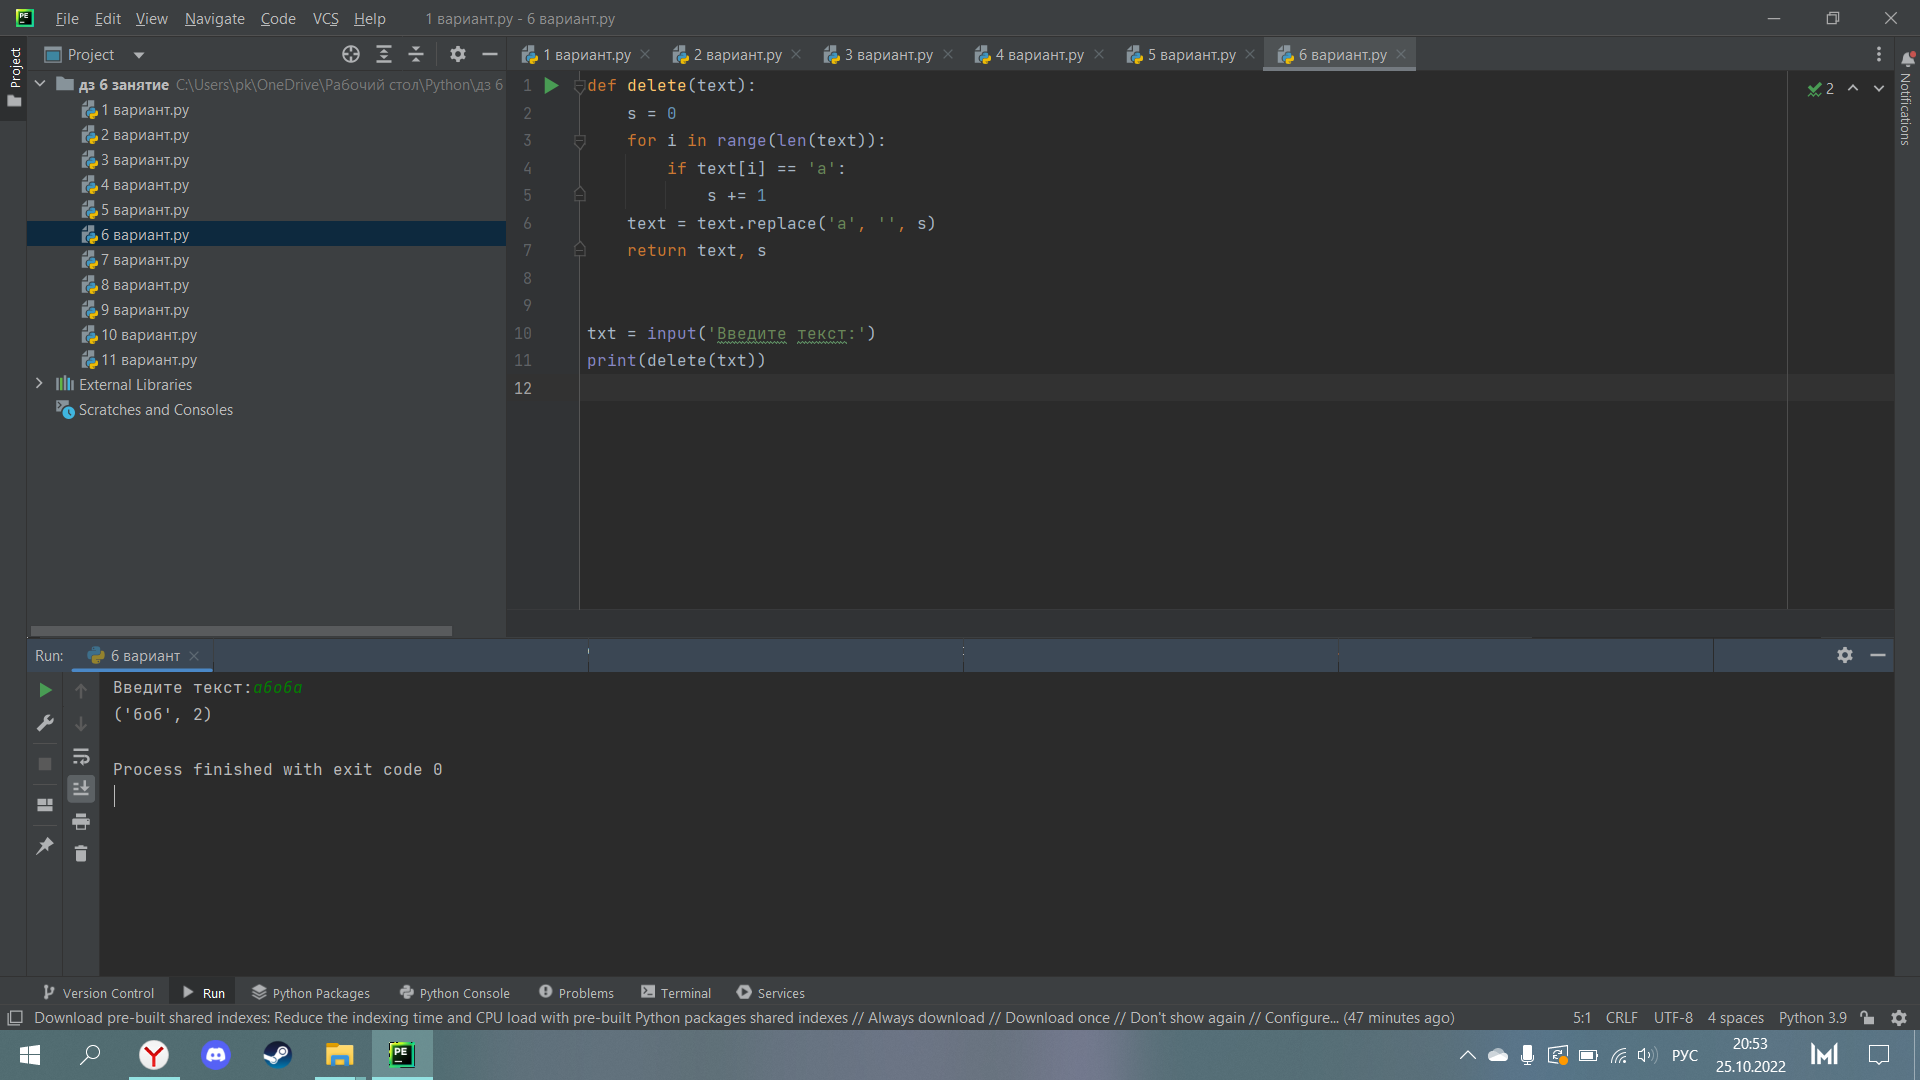 File Edit View Navigate Code VCS Help 1 вариант.py - 6 вариант.py
Project
1 вариант.py 2 вариант.py 3 вариант.py 4 вариант.py 5 вариант.py 6 вариант.py
Project
Notifications
дз 6 занятие C:\Users\pk\OneDrive\Рабочий стол\Python\дз 6
1 вариант.py
2 вариант.py
3 вариант.py
4 вариант.py
5 вариант.py
6 вариант.py
7 вариант.py
8 вариант.py
9 вариант.py
10 вариант.py
11 вариант.py
External Libraries
Scratches and Consoles
2
1 def delete(text):
2 s = 0
3 for i in range(len(text)):
4 if text[i] == 'а':
5 s += 1
6 text = text.replace('а', '', s)
7 return text, s
8
9
10 txt = input('Введите текст:')
11 print(delete(txt))
12
Run: 6 вариант
Введите текст:абоба
('боб', 2)
Process finished with exit code 0
Version Control Run Python Packages Python Console Problems Terminal Services
Download pre-built shared indexes: Reduce the indexing time and CPU load with pre-built Python packages shared indexes // Always download // Download once // Don't show again // Configure... (47 minutes ago) 5:1 CRLF UTF-8 4 spaces Python 3.9
PE
РУС
20:53
25.10.2022